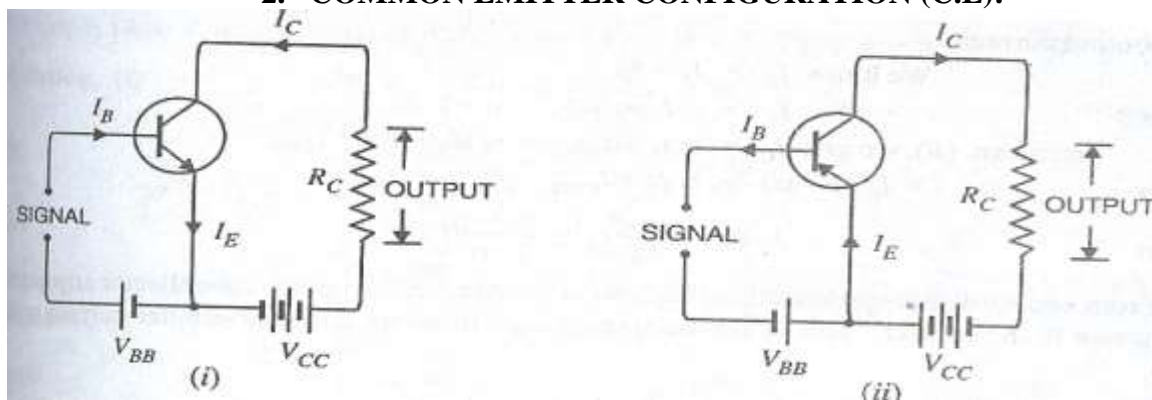 2. COMMON EMITTER CONFIGURATION (C.E):
I_C
I_B
R_C
OUTPUT
SIGNAL
I_E
V_BB
V_CC
(i)
I_C
I_B
R_C
OUTPUT
SIGNAL
I_E
V_BB
V_CC
(ii)